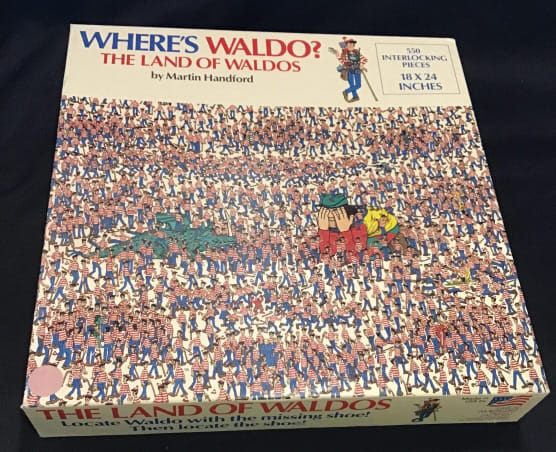 WHERE'S WALDO?
THE LAND OF WALDOS
by Martin Handford
550
INTERLOCKING
PIECES
18 X 24
INCHES
THE LAND OF WALDOS
Locate Waldo with the missing shoe!
Then locate the shoe!